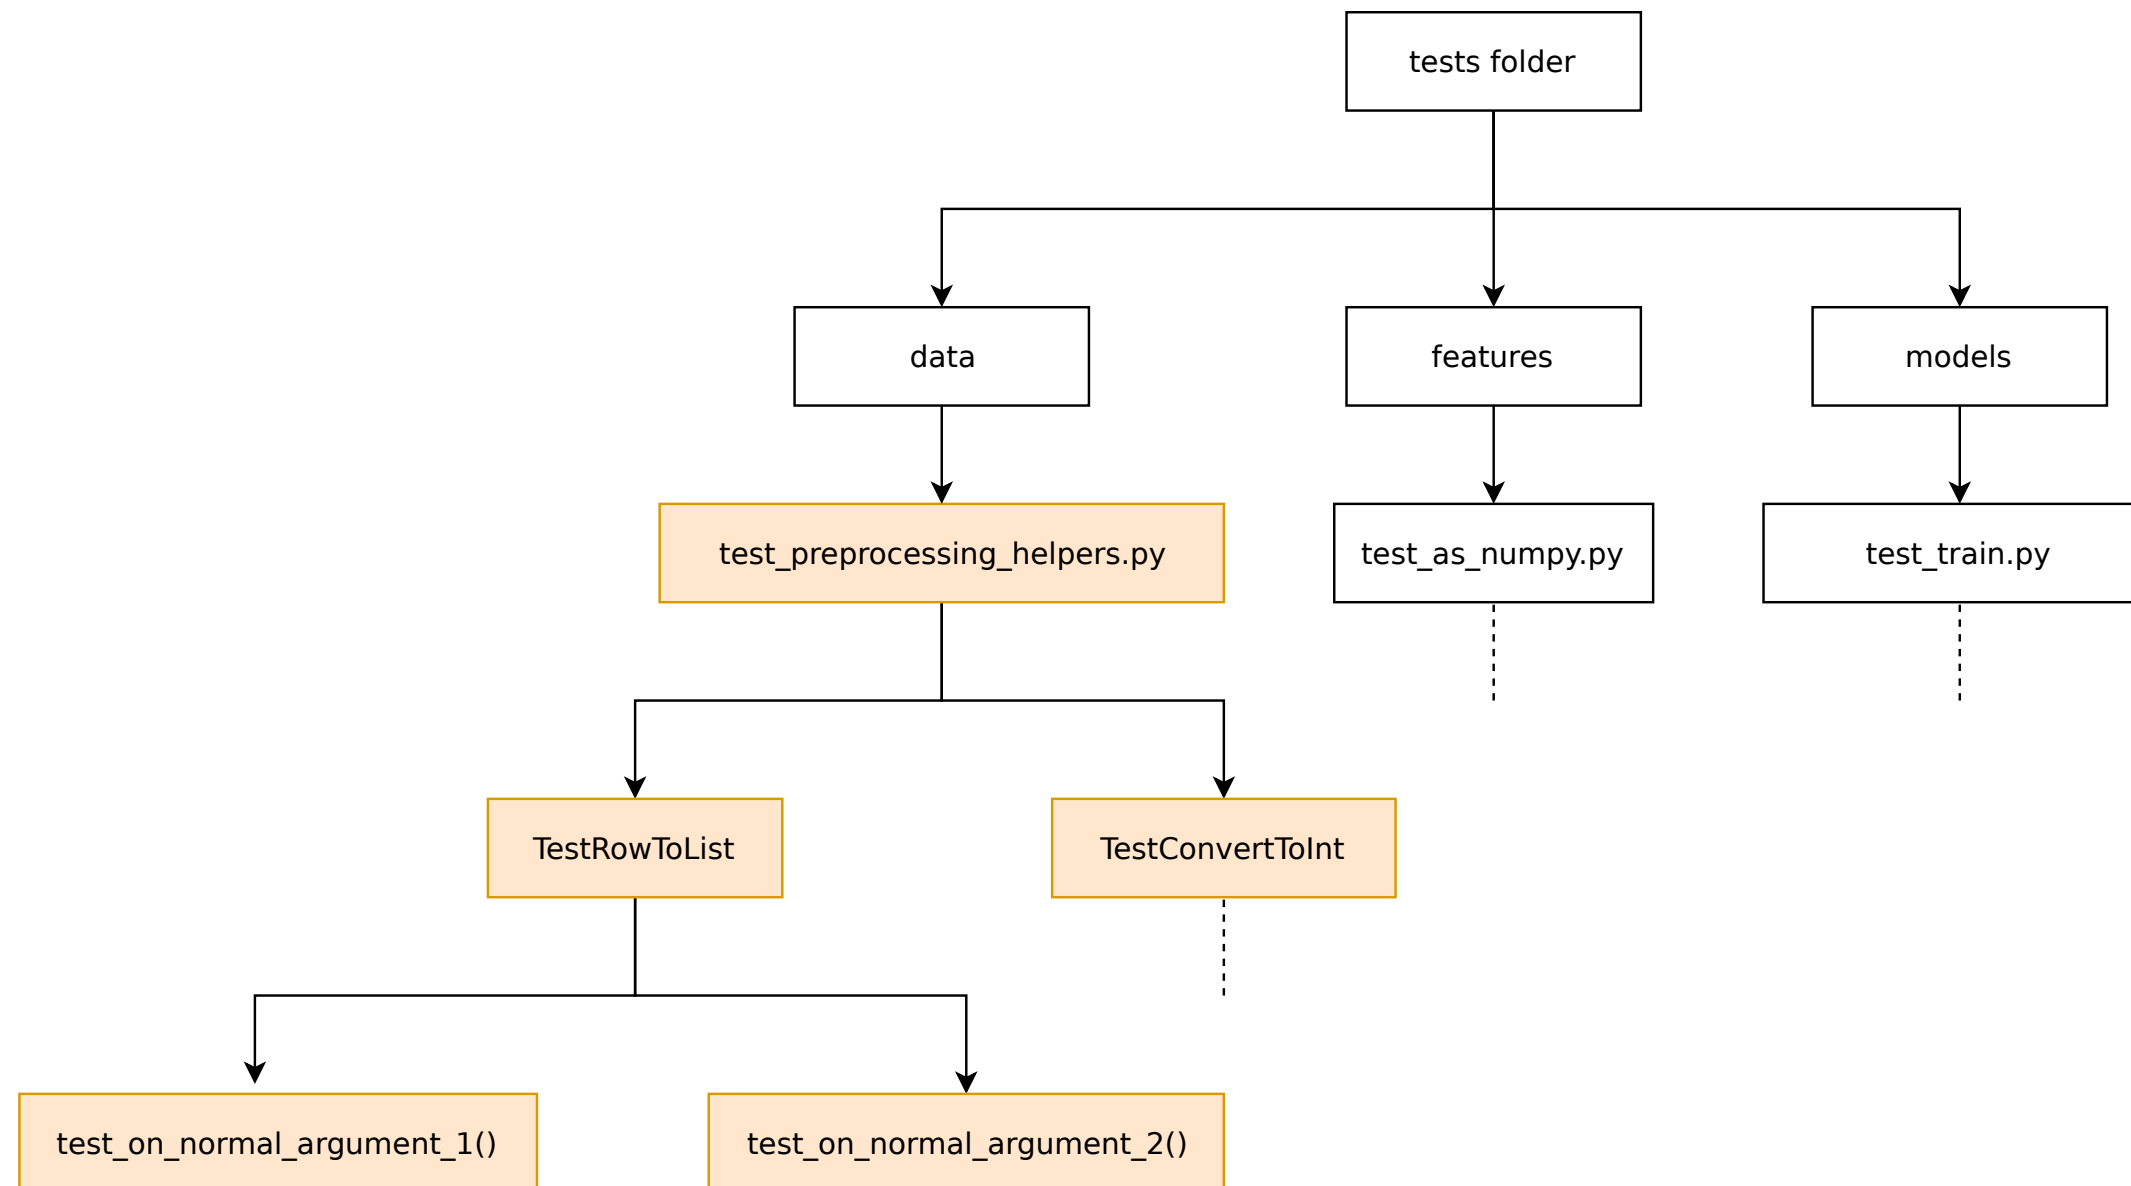 tests folder
data
features
models
test_preprocessing_helpers.py
test_as_numpy.py
test_train.py
TestRowToList
TestConvertToInt
test_on_normal_argument_1()
test_on_normal_argument_2()